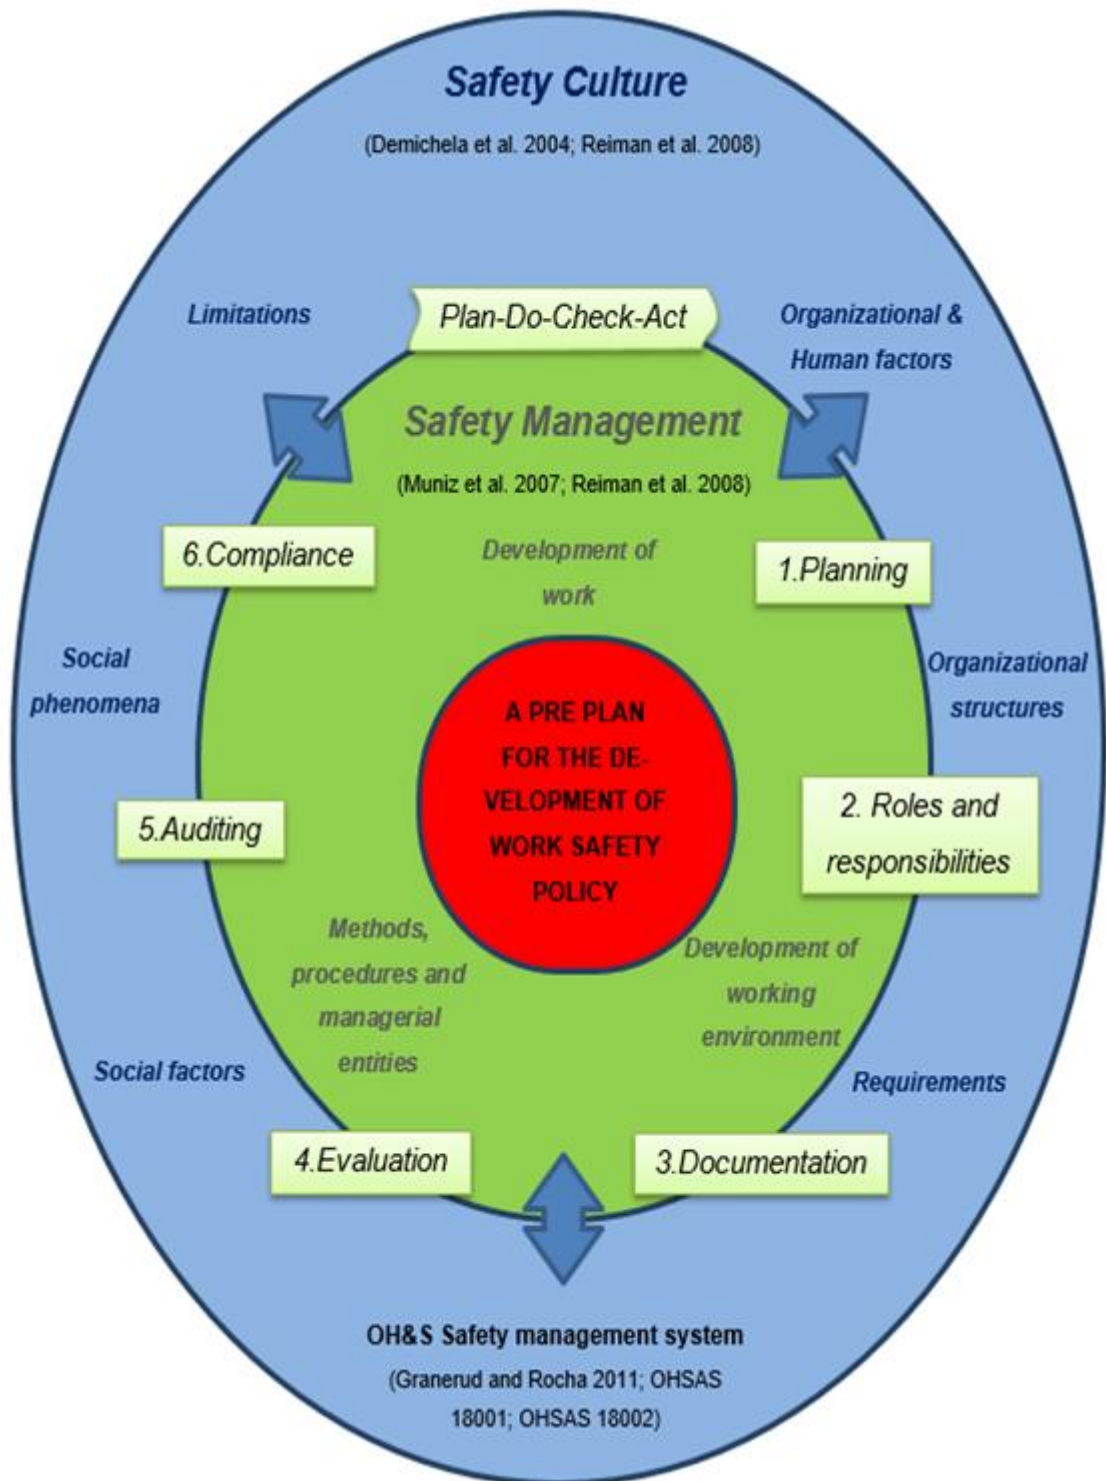 Safety Culture
(Demichela et al. 2004; Reiman et al. 2008)
Limitations
Plan-Do-Check-Act
Organizational &
Human factors
Safety Management
(Muniz et al. 2007; Reiman et al. 2008)
6.Compliance
Development of
work
1.Planning
Social
phenomena
A PRE PLAN
FOR THE DE-
VELOPMENT OF
WORK SAFETY
POLICY
Organizational
structures
5.Auditing
2. Roles and
responsibilities
Methods,
procedures and
managerial
entities
Development of
working
environment
Social factors
Requirements
4.Evaluation
3.Documentation
OH&S Safety management system
(Granerud and Rocha 2011; OHSAS
18001; OHSAS 18002)